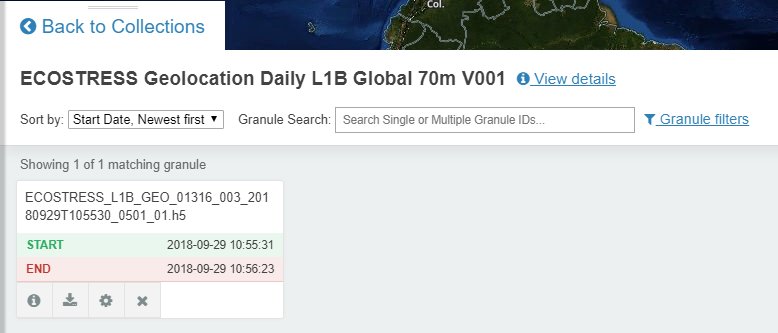 Col.
Back to Collections
ECOSTRESS Geolocation Daily L1B Global 70m V001 View details
Sort by: Start Date, Newest first Granule Search: Search Single or Multiple Granule IDs... Granule filters
Showing 1 of 1 matching granule
ECOSTRESS_L1B_GEO_01316_003_201
80929T105530_0501_01.h5
START 2018-09-29 10:55:31
END 2018-09-29 10:56:23